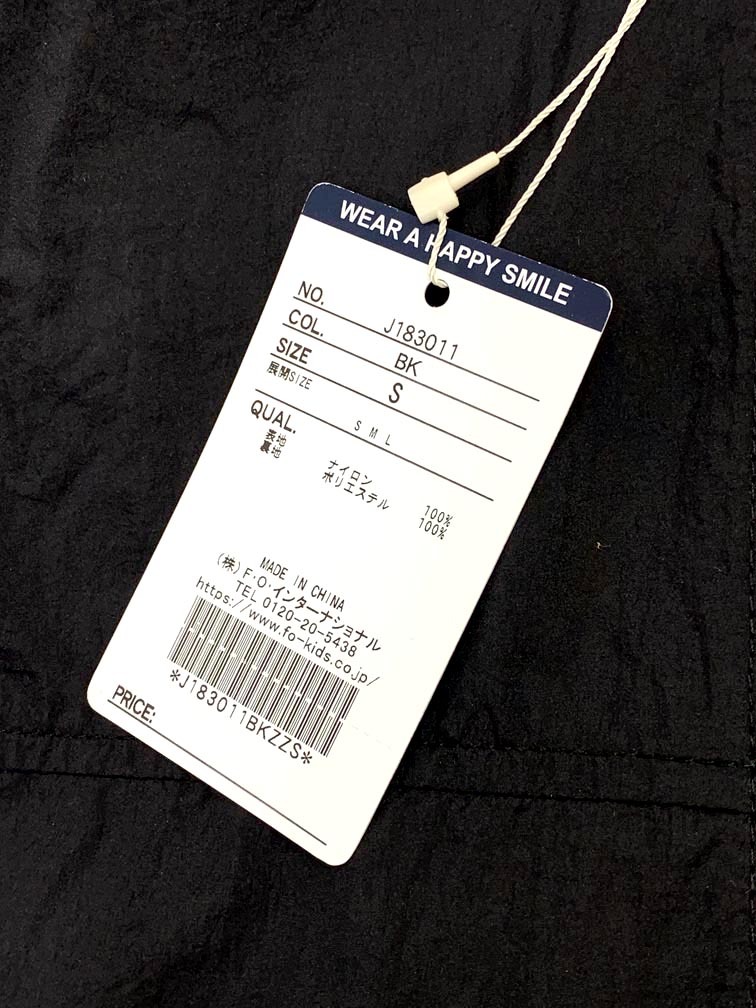 WEAR A HAPPY SMILE
NO. J183011
COL. BK
SIZE S
展開SIZE S M L
QUAL.
表地 ナイロン 100%
裏地 ポリエステル 100%
MADE IN CHINA
(株)F・O・インターナショナル
TEL 0120-20-5438
https://www.fo-kids.co.jp/
*J183011BKZZS*
PRICE: